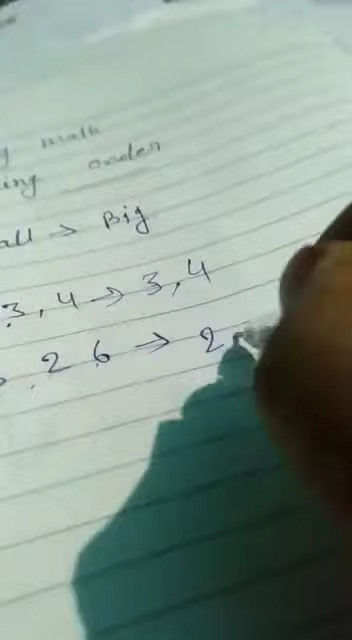 math
ing order
all → Big
3, 4 → 3, 4
2 6 → 2